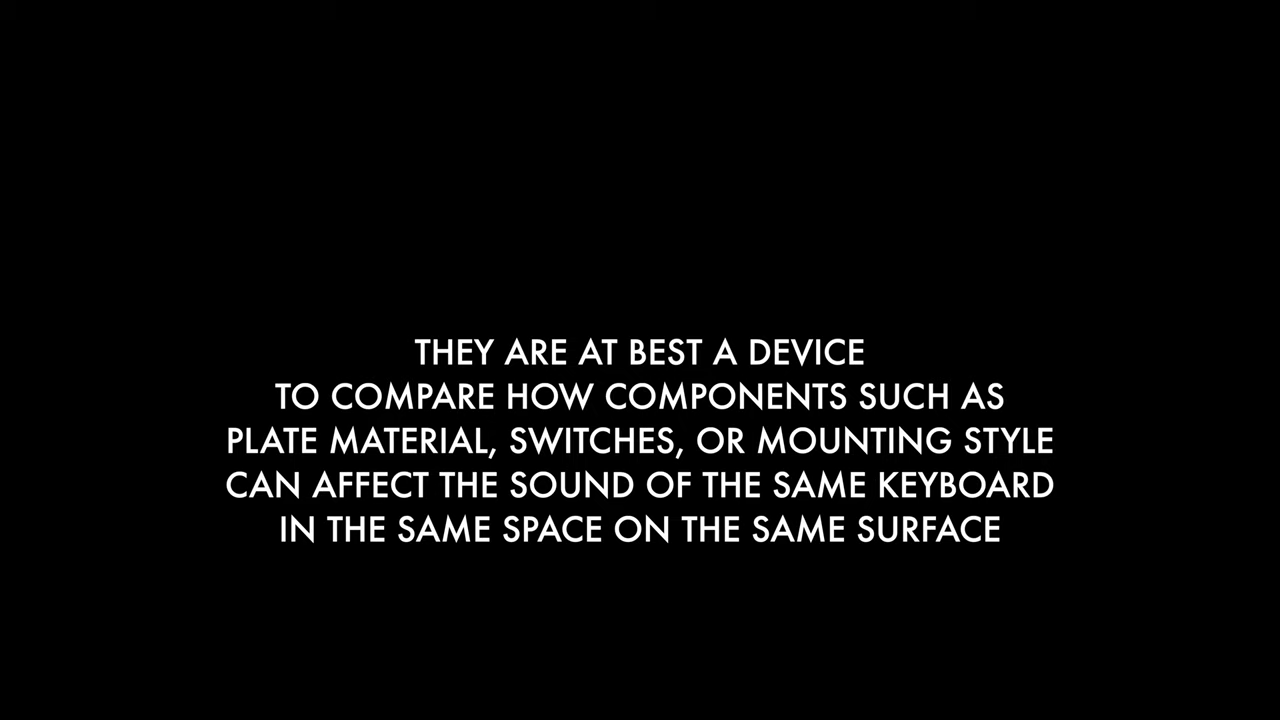 THEY ARE AT BEST A DEVICE
TO COMPARE HOW COMPONENTS SUCH AS
PLATE MATERIAL, SWITCHES, OR MOUNTING STYLE
CAN AFFECT THE SOUND OF THE SAME KEYBOARD
IN THE SAME SPACE ON THE SAME SURFACE